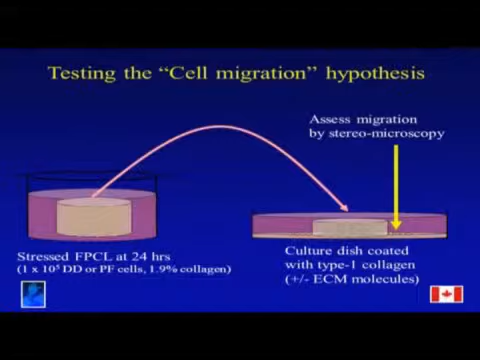 Testing the “Cell migration” hypothesis
Assess migration
by stereo-microscopy
Stressed FPCL at 24 hrs
(1 x 10⁵ DD or PF cells, 1.9% collagen)
Culture dish coated
with type-1 collagen
(+/- ECM molecules)